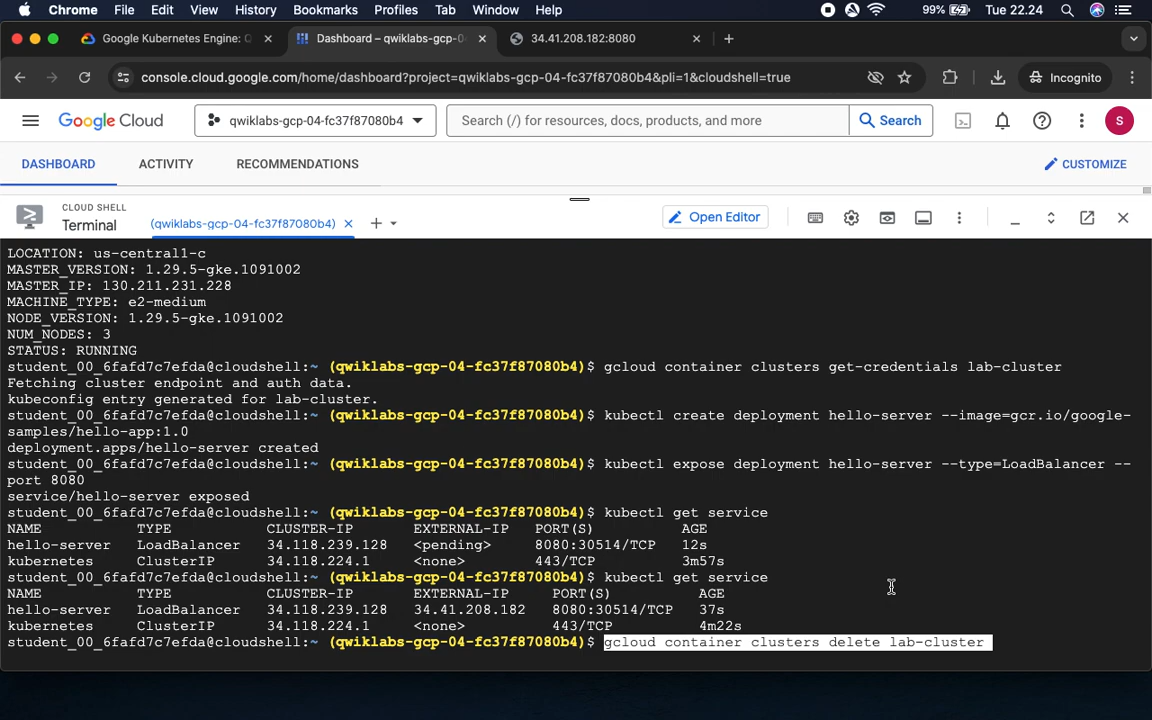 Chrome File Edit View History Bookmarks Profiles Tab Window Help 99% Tue 22.24
Google Kubernetes Engine: Q Dashboard – qwiklabs-gcp-0 34.41.208.182:8080
console.cloud.google.com/home/dashboard?project=qwiklabs-gcp-04-fc37f87080b4&pli=1&cloudshell=true Incognito
Google Cloud qwiklabs-gcp-04-fc37f87080b4 Search (/) for resources, docs, products, and more Search S
DASHBOARD ACTIVITY RECOMMENDATIONS CUSTOMIZE
CLOUD SHELL
Terminal (qwiklabs-gcp-04-fc37f87080b4) Open Editor
LOCATION: us-central1-c
MASTER_VERSION: 1.29.5-gke.1091002
MASTER_IP: 130.211.231.228
MACHINE_TYPE: e2-medium
NODE_VERSION: 1.29.5-gke.1091002
NUM_NODES: 3
STATUS: RUNNING
student_00_6fafd7c7efda@cloudshell:~ (qwiklabs-gcp-04-fc37f87080b4)$ gcloud container clusters get-credentials lab-cluster
Fetching cluster endpoint and auth data.
kubeconfig entry generated for lab-cluster.
student_00_6fafd7c7efda@cloudshell:~ (qwiklabs-gcp-04-fc37f87080b4)$ kubectl create deployment hello-server --image=gcr.io/google-
samples/hello-app:1.0
deployment.apps/hello-server created
student_00_6fafd7c7efda@cloudshell:~ (qwiklabs-gcp-04-fc37f87080b4)$ kubectl expose deployment hello-server --type=LoadBalancer --
port 8080
service/hello-server exposed
student_00_6fafd7c7efda@cloudshell:~ (qwiklabs-gcp-04-fc37f87080b4)$ kubectl get service
NAME TYPE CLUSTER-IP EXTERNAL-IP PORT(S) AGE
hello-server LoadBalancer 34.118.239.128 <pending> 8080:30514/TCP 12s
kubernetes ClusterIP 34.118.224.1 <none> 443/TCP 3m57s
student_00_6fafd7c7efda@cloudshell:~ (qwiklabs-gcp-04-fc37f87080b4)$ kubectl get service
NAME TYPE CLUSTER-IP EXTERNAL-IP PORT(S) AGE
hello-server LoadBalancer 34.118.239.128 34.41.208.182 8080:30514/TCP 37s
kubernetes ClusterIP 34.118.224.1 <none> 443/TCP 4m22s
student_00_6fafd7c7efda@cloudshell:~ (qwiklabs-gcp-04-fc37f87080b4)$ gcloud container clusters delete lab-cluster